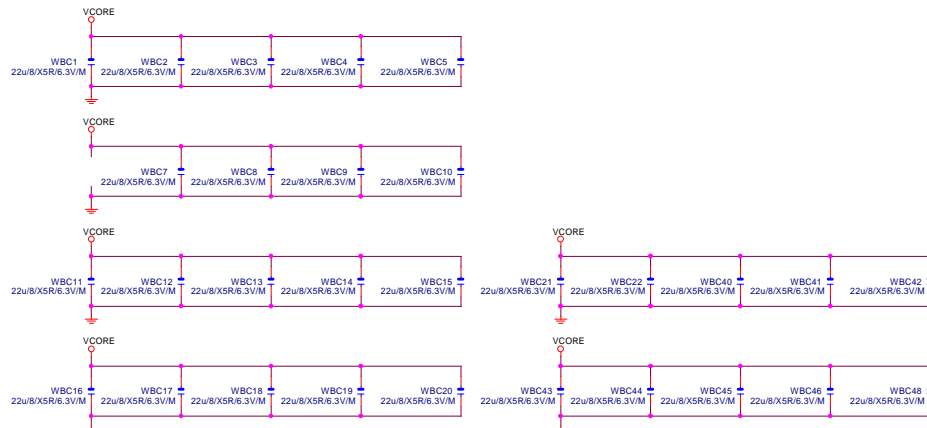 VCORE
WBC1 WBC2 WBC3 WBC4 WBC5
22u/8/X5R/6.3V/M 22u/8/X5R/6.3V/M 22u/8/X5R/6.3V/M 22u/8/X5R/6.3V/M 22u/8/X5R/6.3V/M
VCORE
WBC7 WBC8 WBC9 WBC10
22u/8/X5R/6.3V/M 22u/8/X5R/6.3V/M 22u/8/X5R/6.3V/M 22u/8/X5R/6.3V/M
VCORE VCORE
WBC11 WBC12 WBC13 WBC14 WBC15 WBC21 WBC22 WBC40 WBC41 WBC42
22u/8/X5R/6.3V/M 22u/8/X5R/6.3V/M 22u/8/X5R/6.3V/M 22u/8/X5R/6.3V/M 22u/8/X5R/6.3V/M 22u/8/X5R/6.3V/M 22u/8/X5R/6.3V/M 22u/8/X5R/6.3V/M 22u/8/X5R/6.3V/M 22u/8/X5R/6.3V/M
VCORE VCORE
WBC16 WBC17 WBC18 WBC19 WBC20 WBC43 WBC44 WBC45 WBC46 WBC48
22u/8/X5R/6.3V/M 22u/8/X5R/6.3V/M 22u/8/X5R/6.3V/M 22u/8/X5R/6.3V/M 22u/8/X5R/6.3V/M 22u/8/X5R/6.3V/M 22u/8/X5R/6.3V/M 22u/8/X5R/6.3V/M 22u/8/X5R/6.3V/M 22u/8/X5R/6.3V/M